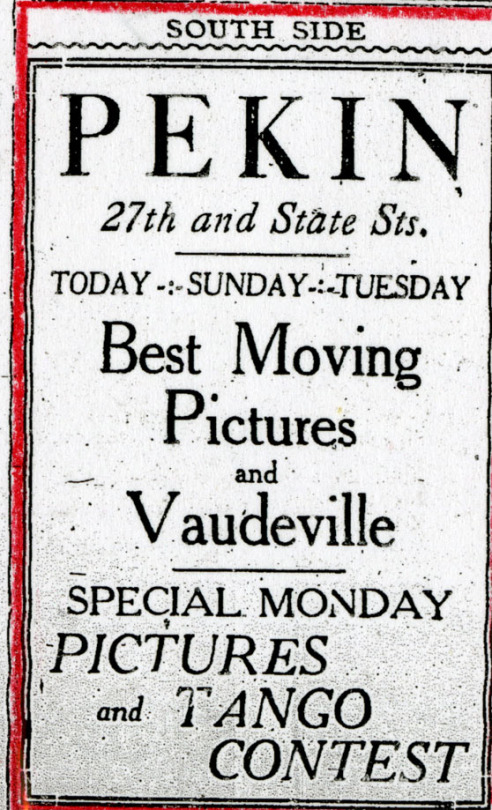 SOUTH SIDE
PEKIN
27th and State Sts.
TODAY -:- SUNDAY -:- TUESDAY
Best Moving
Pictures
and
Vaudeville
SPECIAL MONDAY
PICTURES
and TANGO
CONTEST